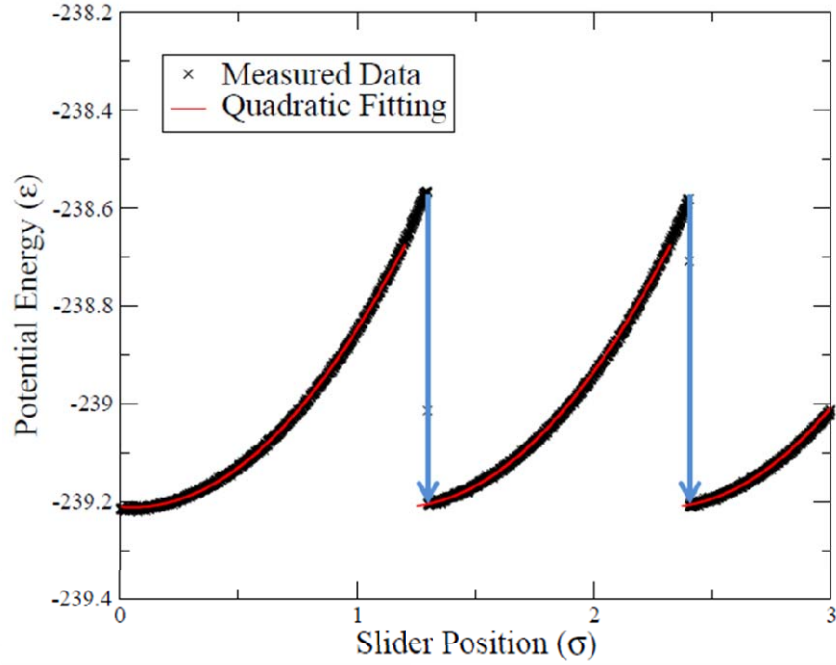 -238.2
-238.4
-238.6
-238.8
-239
-239.2
-239.4
Potential Energy (ε)
Measured Data
Quadratic Fitting
0
1
2
3
Slider Position (σ)